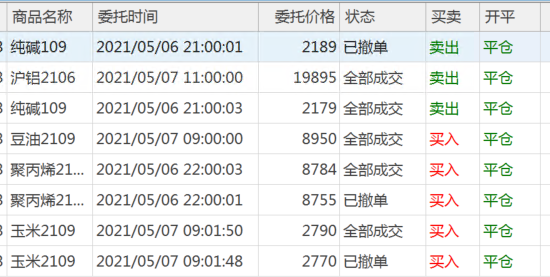 商品名称 委托时间 委托价格 状态 买卖 开平
3 纯碱109 2021/05/06 21:00:01 2189 已撤单 卖出 平仓
3 沪铝2106 2021/05/07 11:00:00 19895 全部成交 卖出 平仓
3 纯碱109 2021/05/06 21:00:03 2179 全部成交 卖出 平仓
3 豆油2109 2021/05/07 09:00:00 8950 全部成交 买入 平仓
3 聚丙烯21... 2021/05/06 22:00:03 8784 全部成交 买入 平仓
3 聚丙烯21... 2021/05/06 22:00:01 8755 已撤单 买入 平仓
3 玉米2109 2021/05/07 09:01:50 2790 全部成交 买入 平仓
3 玉米2109 2021/05/07 09:01:48 2770 已撤单 买入 平仓